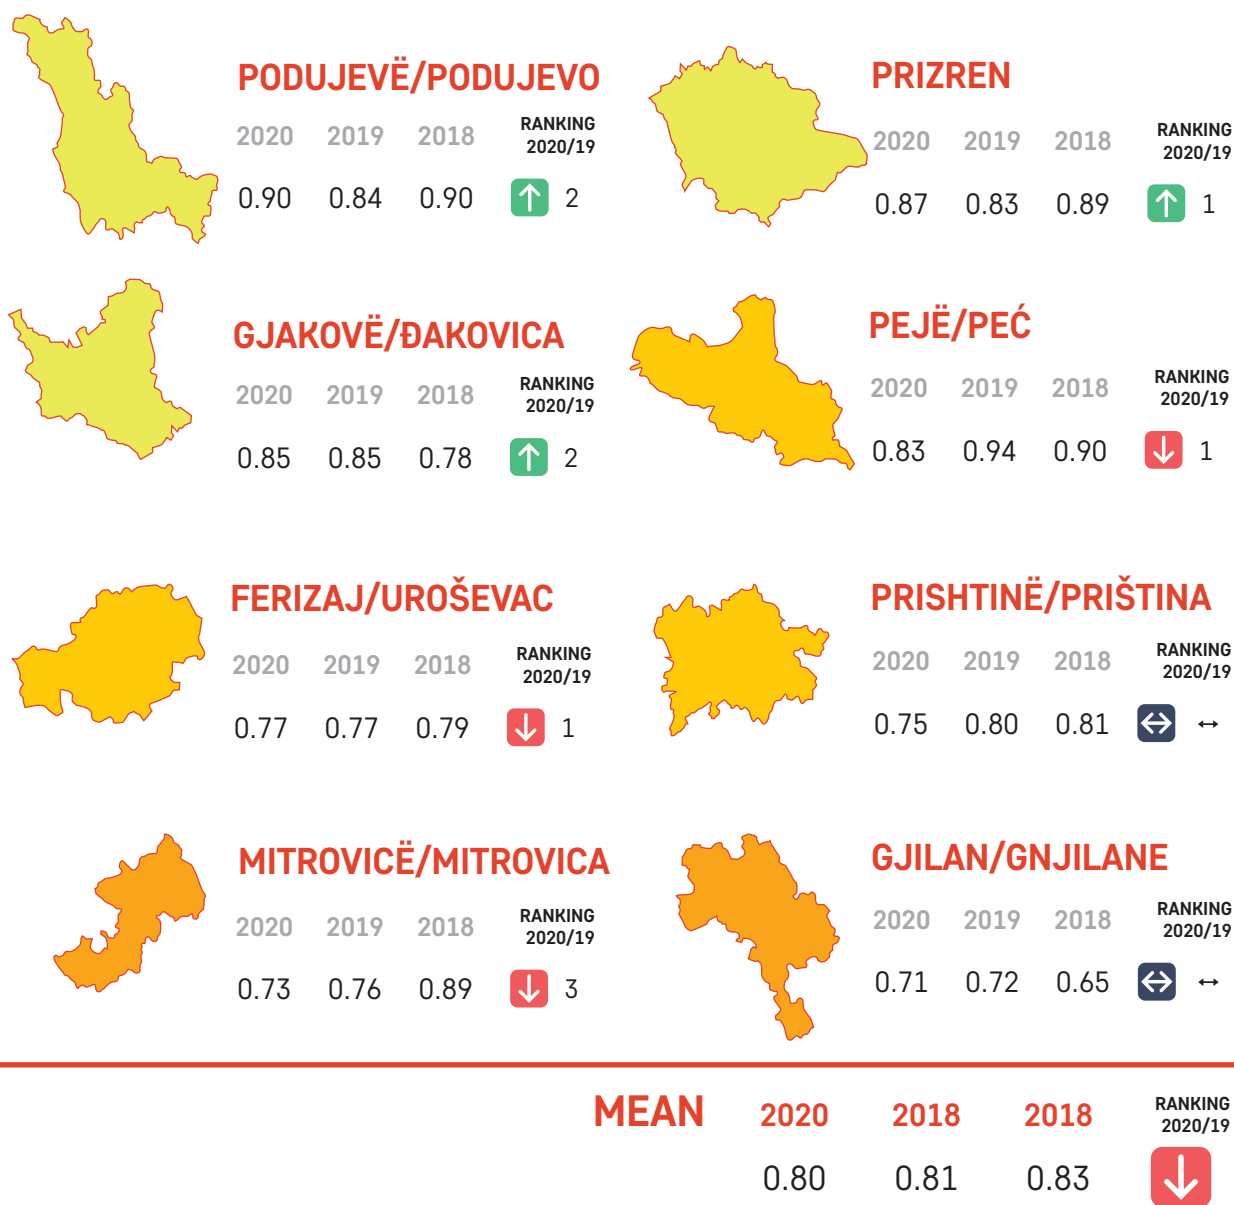 PODUJEVË/PODUJEVO
2020 2019 2018 RANKING 2020/19
0.90 0.84 0.90 ↑ 2
PRIZREN
2020 2019 2018 RANKING 2020/19
0.87 0.83 0.89 ↑ 1
GJAKOVË/ĐAKOVICA
2020 2019 2018 RANKING 2020/19
0.85 0.85 0.78 ↑ 2
PEJË/PEĆ
2020 2019 2018 RANKING 2020/19
0.83 0.94 0.90 ↓ 1
FERIZAJ/UROŠEVAC
2020 2019 2018 RANKING 2020/19
0.77 0.77 0.79 ↓ 1
PRISHTINË/PRIŠTINA
2020 2019 2018 RANKING 2020/19
0.75 0.80 0.81 ↔ ↔
MITROVICË/MITROVICA
2020 2019 2018 RANKING 2020/19
0.73 0.76 0.89 ↓ 3
GJILAN/GNJILANE
2020 2019 2018 RANKING 2020/19
0.71 0.72 0.65 ↔ ↔
MEAN 2020 2018 2018 RANKING 2020/19
0.80 0.81 0.83 ↓